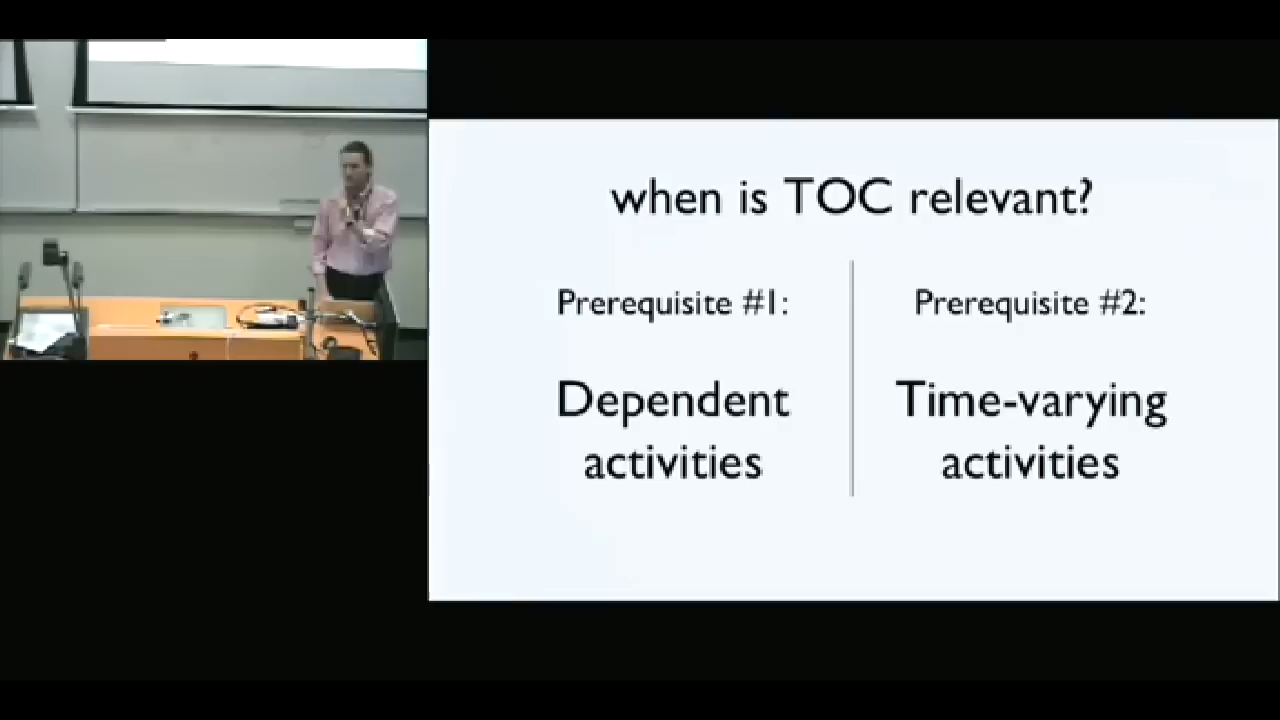 when is TOC relevant?
Prerequisite #1:
Dependent
activities
Prerequisite #2:
Time-varying
activities